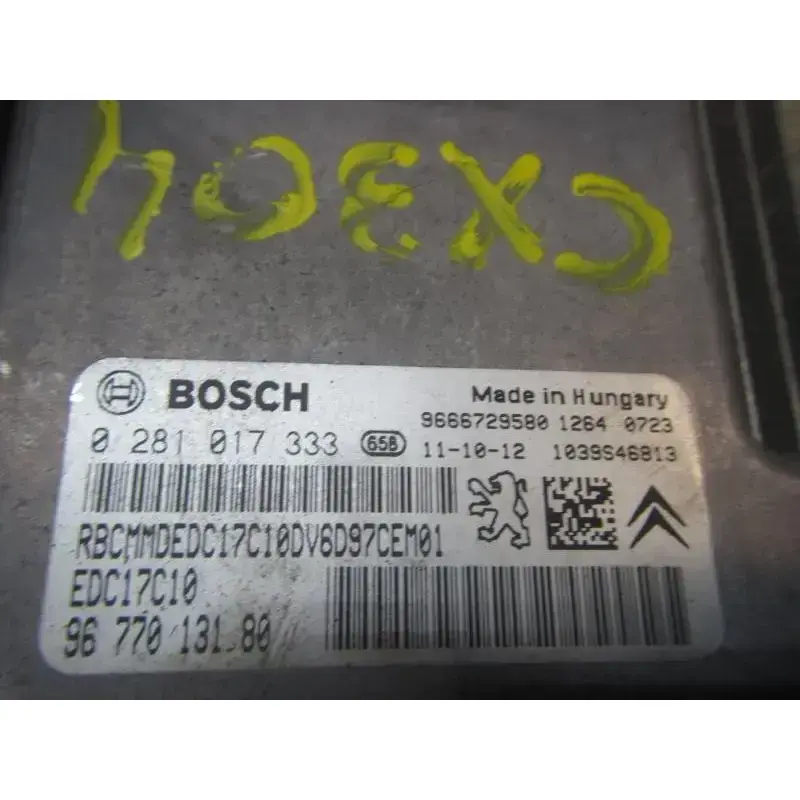 CX304
BOSCH
Made in Hungary
9666729580 1264 0723
0 281 017 333 658 11-10-12 1039S46813
RBCMMDEDC17C10DV6D97CEM01
EDC17C10
96 770 131 80